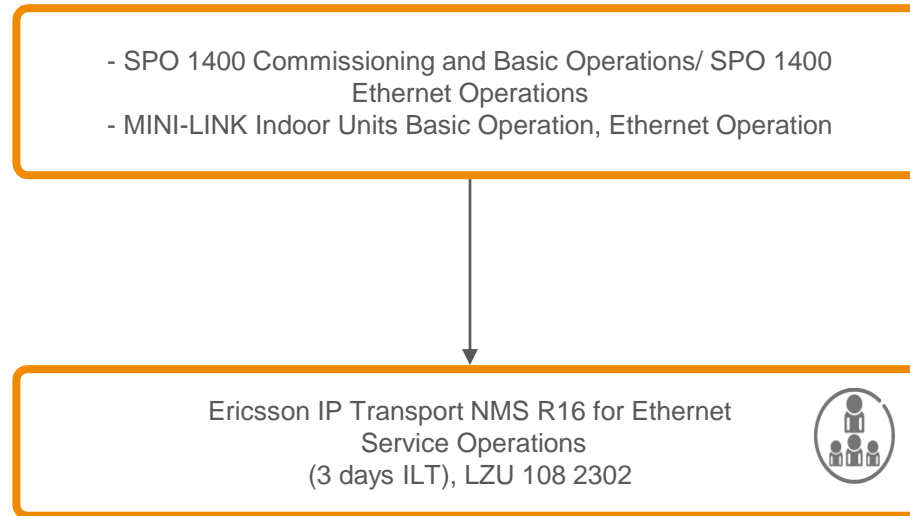 - SPO 1400 Commissioning and Basic Operations/ SPO 1400
Ethernet Operations
- MINI-LINK Indoor Units Basic Operation, Ethernet Operation
Ericsson IP Transport NMS R16 for Ethernet
Service Operations
(3 days ILT), LZU 108 2302